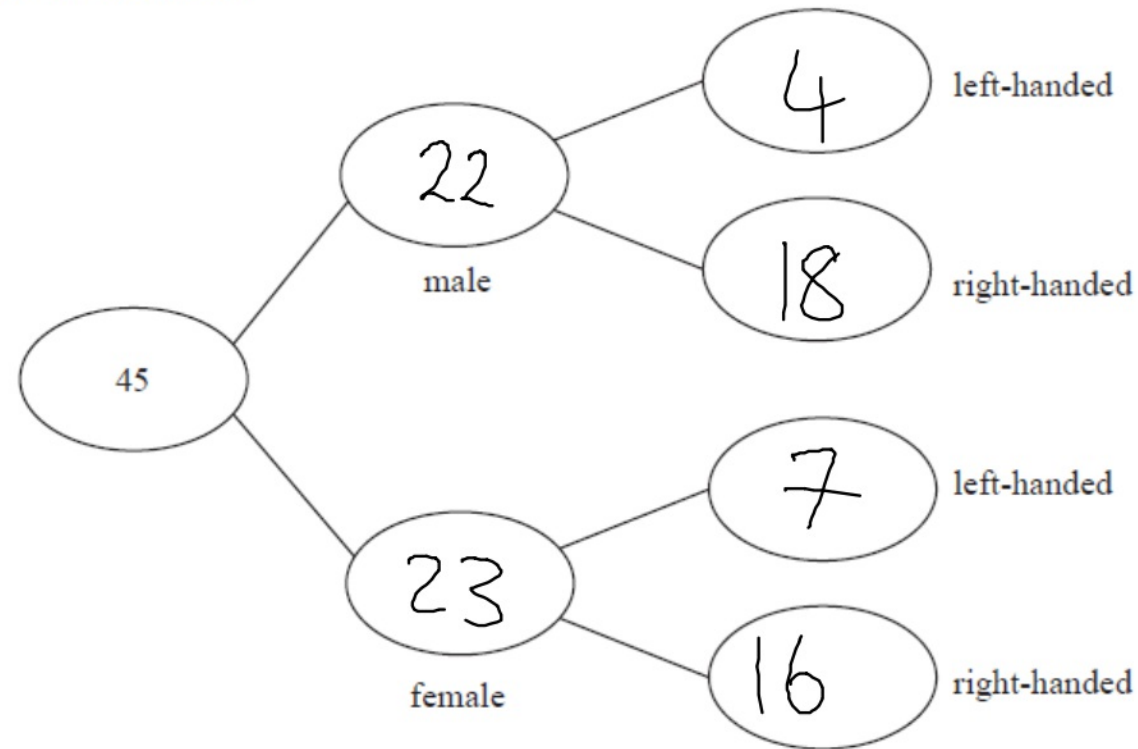 4
left-handed
22
male
18
right-handed
45
7
left-handed
23
female
16
right-handed